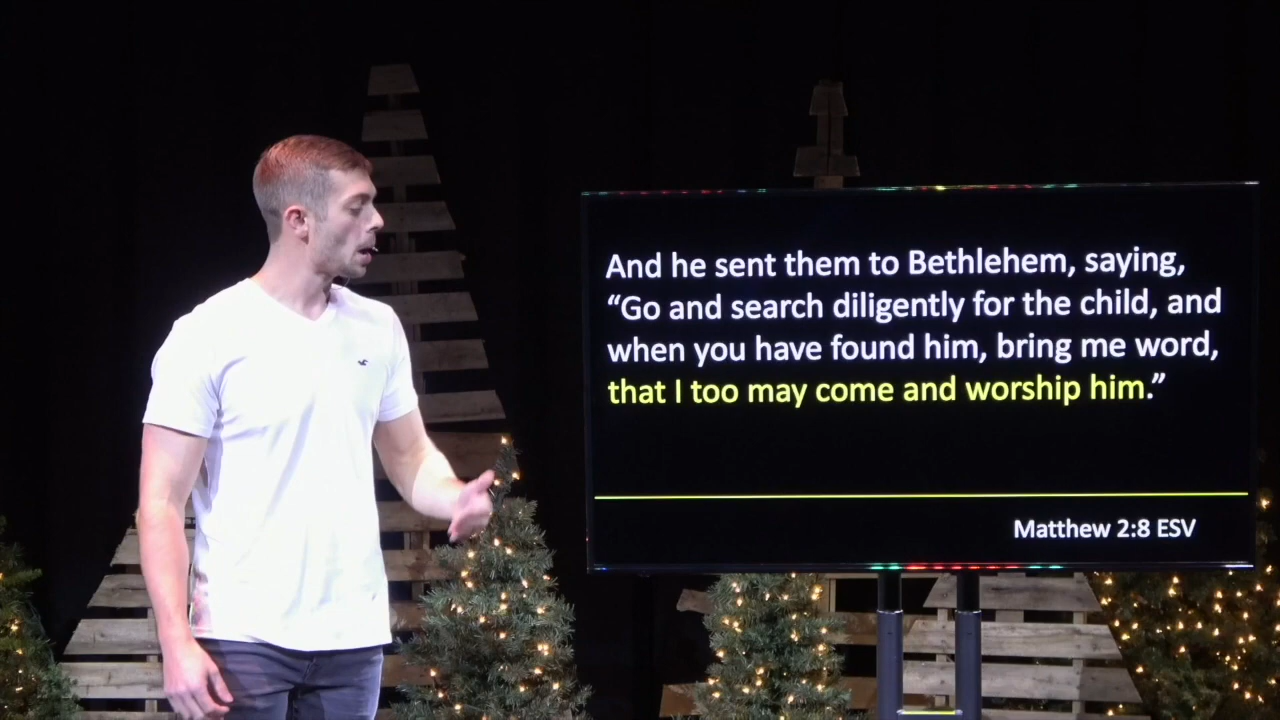 And he sent them to Bethlehem, saying,
“Go and search diligently for the child, and
when you have found him, bring me word,
that I too may come and worship him.”
Matthew 2:8 ESV